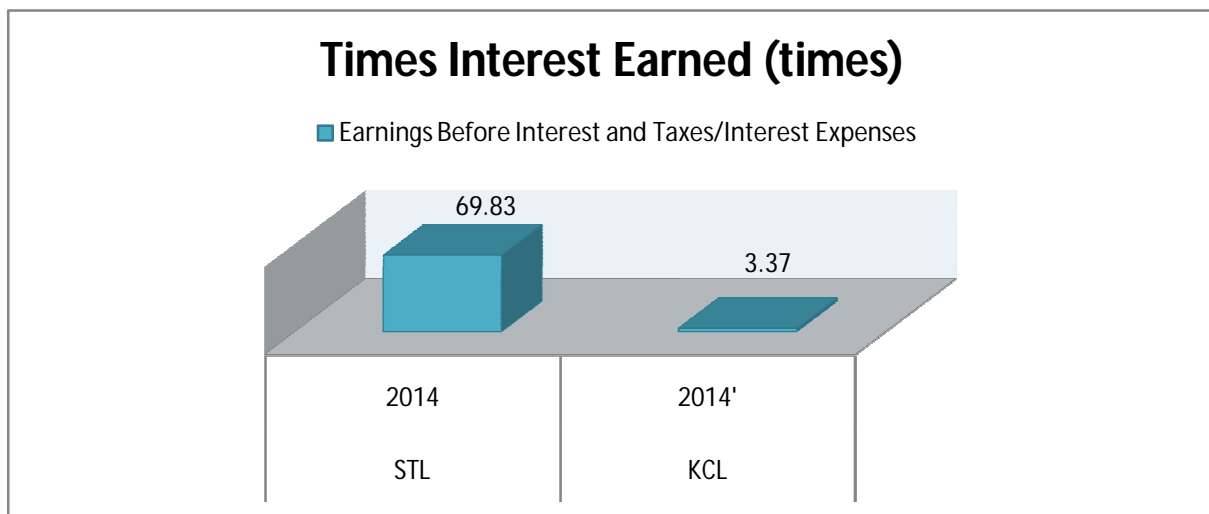 Times Interest Earned (times)
Earnings Before Interest and Taxes/Interest Expenses
69.83
3.37
2014 2014'
STL KCL